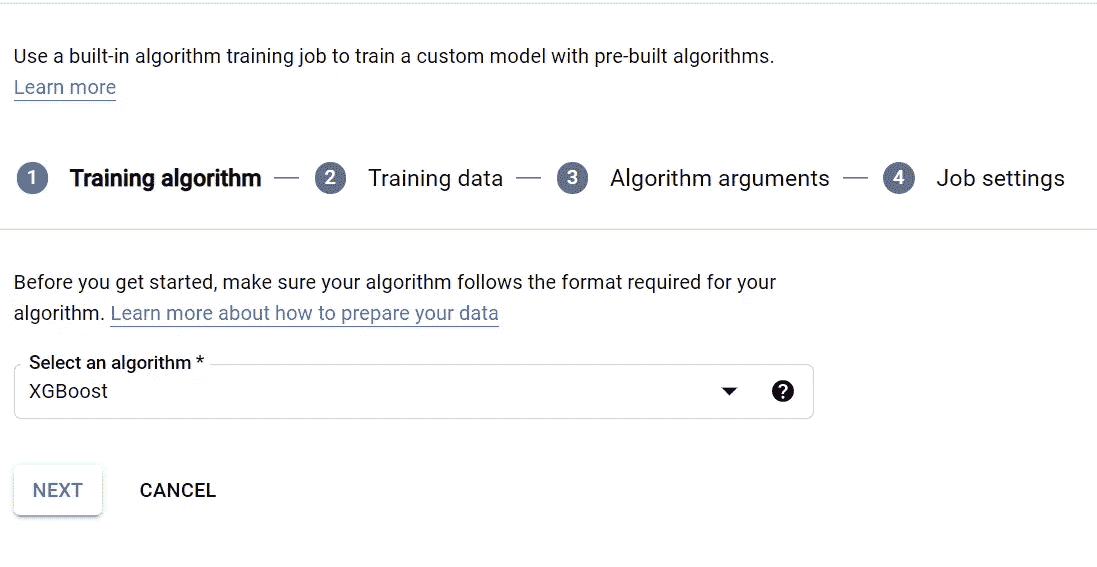 Use a built-in algorithm training job to train a custom model with pre-built algorithms.
Learn more
1 Training algorithm — 2 Training data — 3 Algorithm arguments — 4 Job settings
Before you get started, make sure your algorithm follows the format required for your
algorithm. Learn more about how to prepare your data
Select an algorithm *
XGBoost ?
NEXT CANCEL